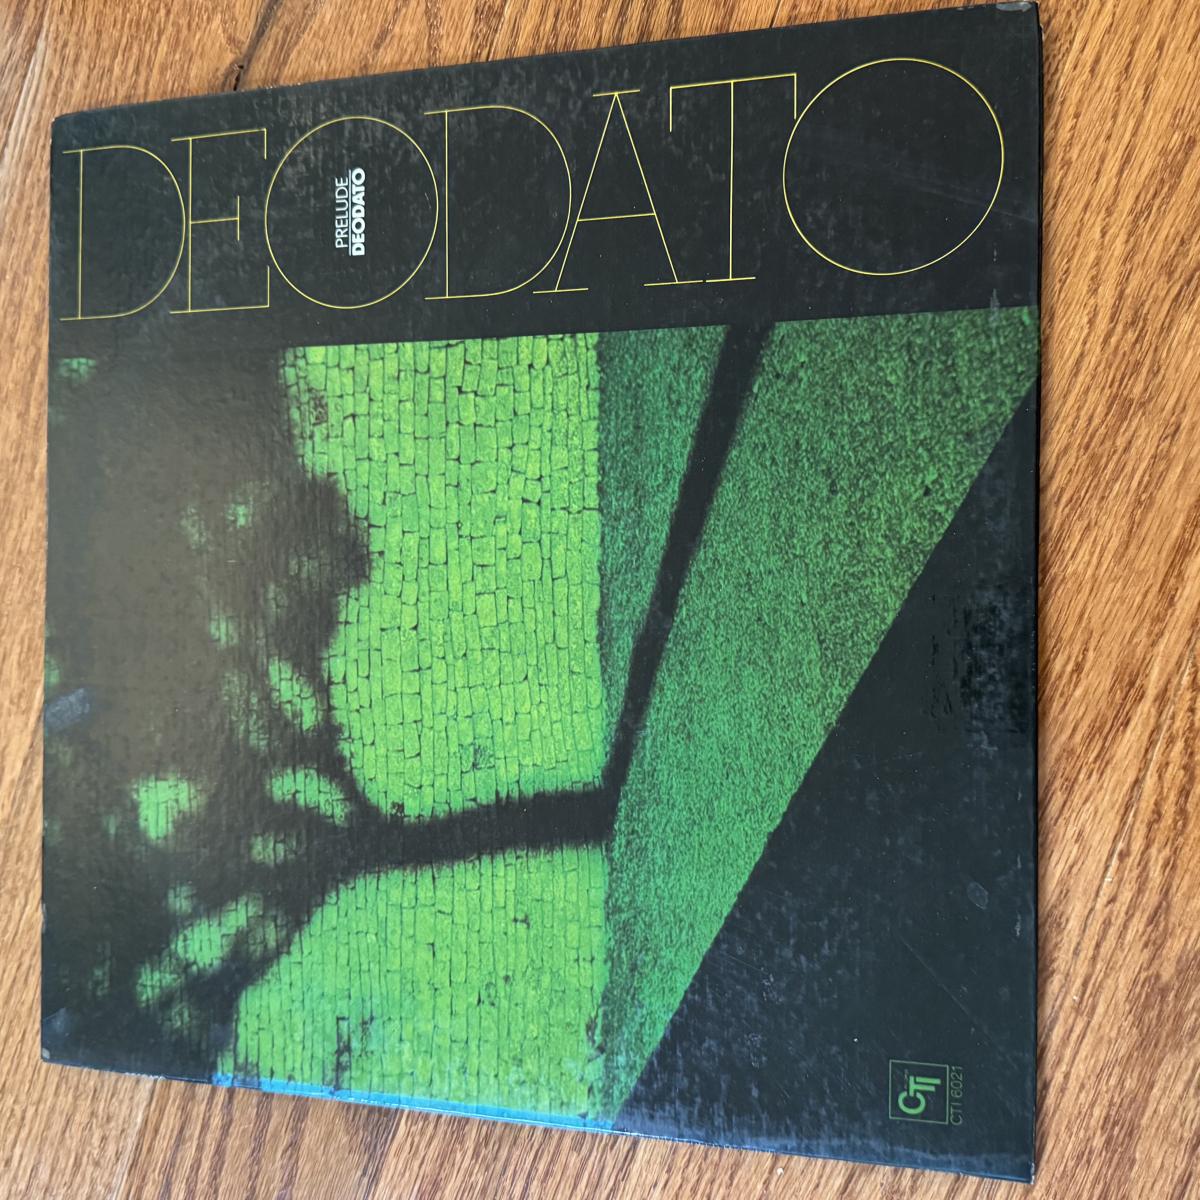 DEODATO
PRELUDE
DEODATO
CTI
CTI 6021